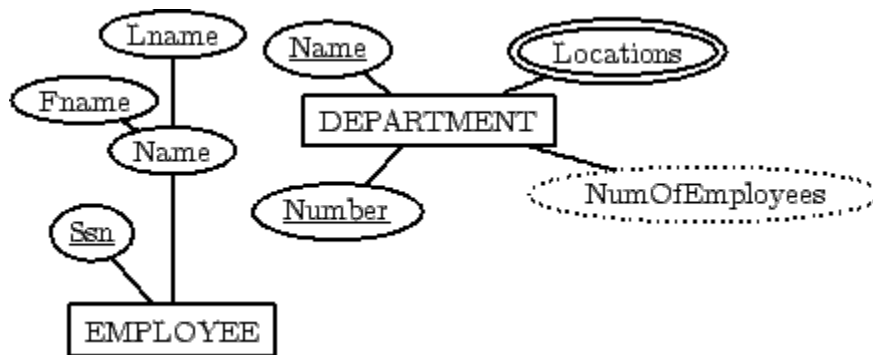 Lname
Name
Locations
Fname
DEPARTMENT
Name
NumOfEmployees
Number
Ssn
EMPLOYEE